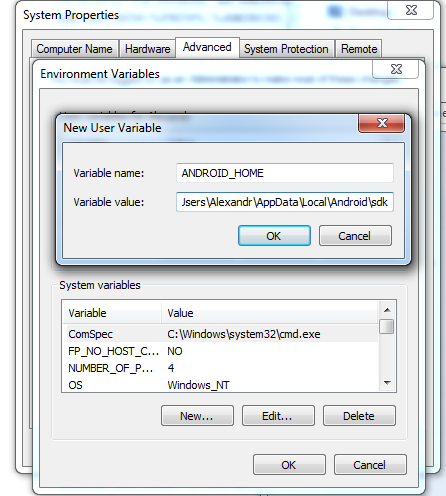 System Properties
Computer Name Hardware Advanced System Protection Remote
Environment Variables
New User Variable
Variable name: ANDROID_HOME
Variable value: Jsers\Alexandr\AppData\Local\Android\sdk
OK Cancel
System variables
Variable Value
ComSpec C:\Windows\system32\cmd.exe
FP_NO_HOST_C... NO
NUMBER_OF_P... 4
OS Windows_NT
New... Edit... Delete
OK Cancel